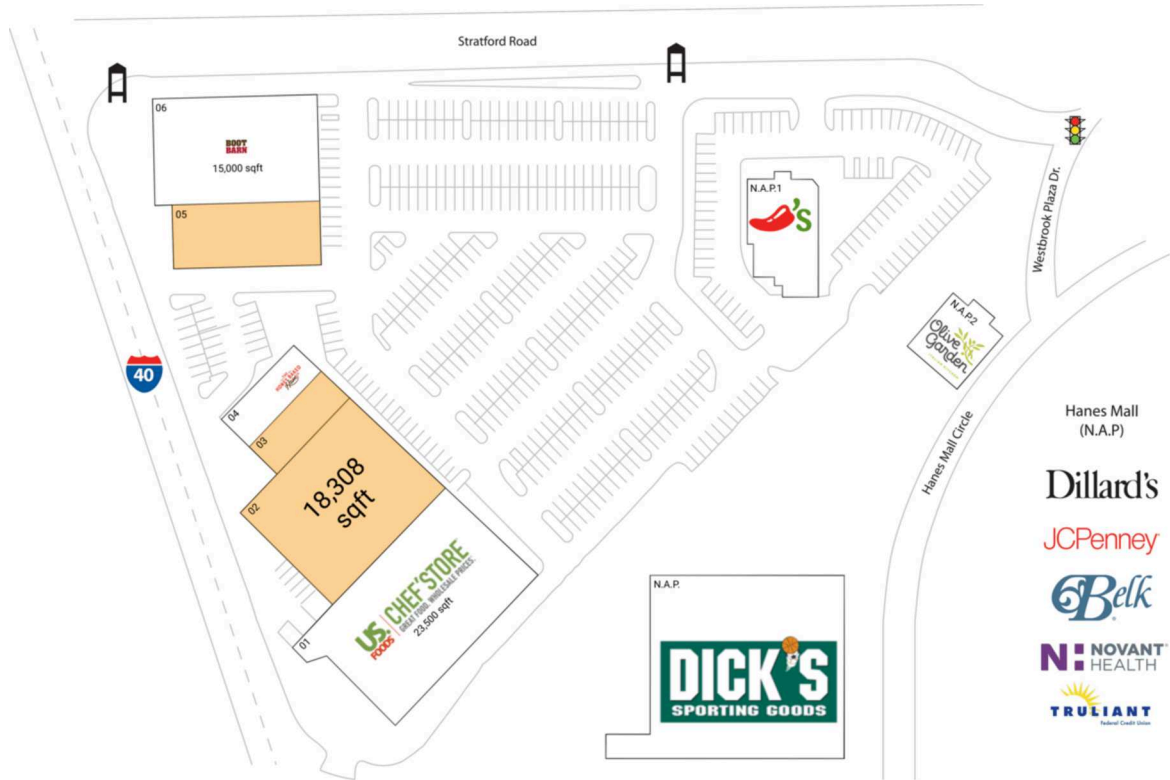 Stratford Road
06
BOOT
BARN
15,000 sqft
05
N.A.P.1
'S
Westbrook Plaza Dr.
N.A.P.2
Olive
Garden
40
04
03
02
18,308
sqft
Hanes Mall Circle
Hanes Mall
(N.A.P)
Dillard's
JCPenney
Belk
NOVANT
HEALTH
TRULIANT
Federal Credit Union
01
US.
FOODS
CHEF'STORE
GREAT FOOD. WHOLESALE PRICES.
23,500 sqft
N.A.P.
DICK'S
SPORTING GOODS